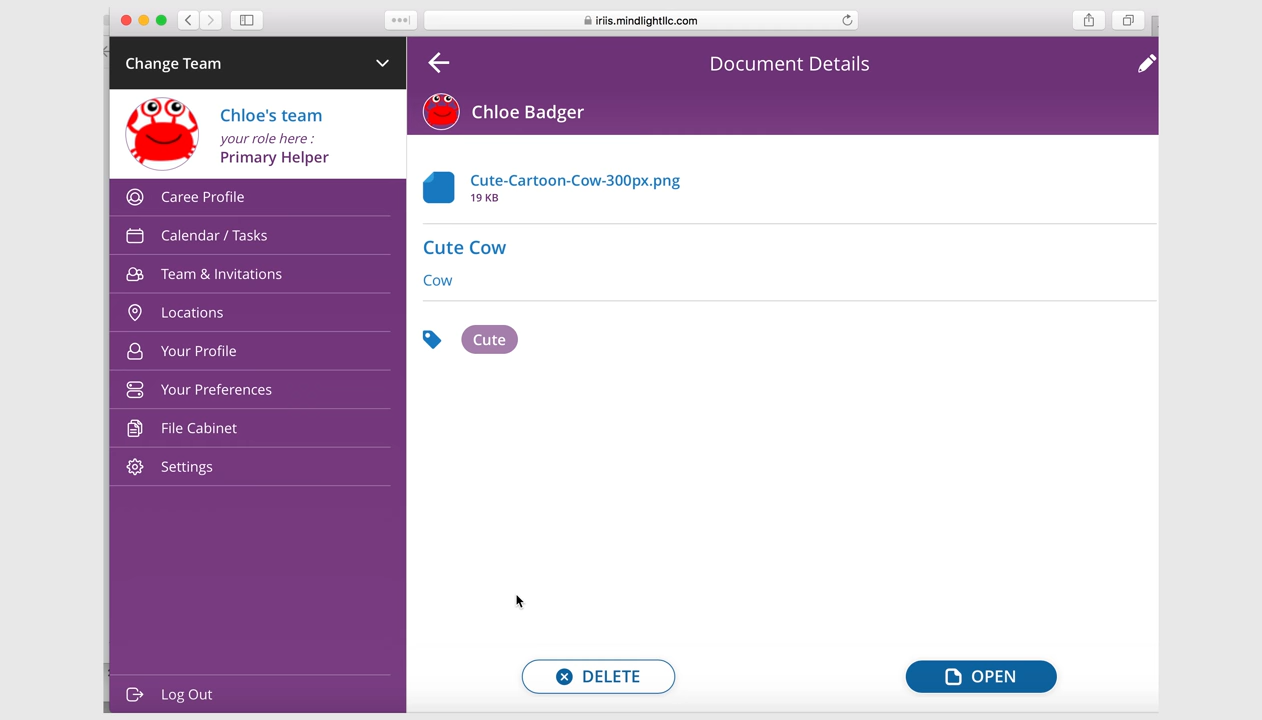 iriis.mindlightllc.com
Change Team
Chloe's team
your role here :
Primary Helper
Caree Profile
Calendar / Tasks
Team & Invitations
Locations
Your Profile
Your Preferences
File Cabinet
Settings
Log Out
Document Details
Chloe Badger
Cute-Cartoon-Cow-300px.png
19 KB
Cute Cow
Cow
Cute
DELETE
OPEN